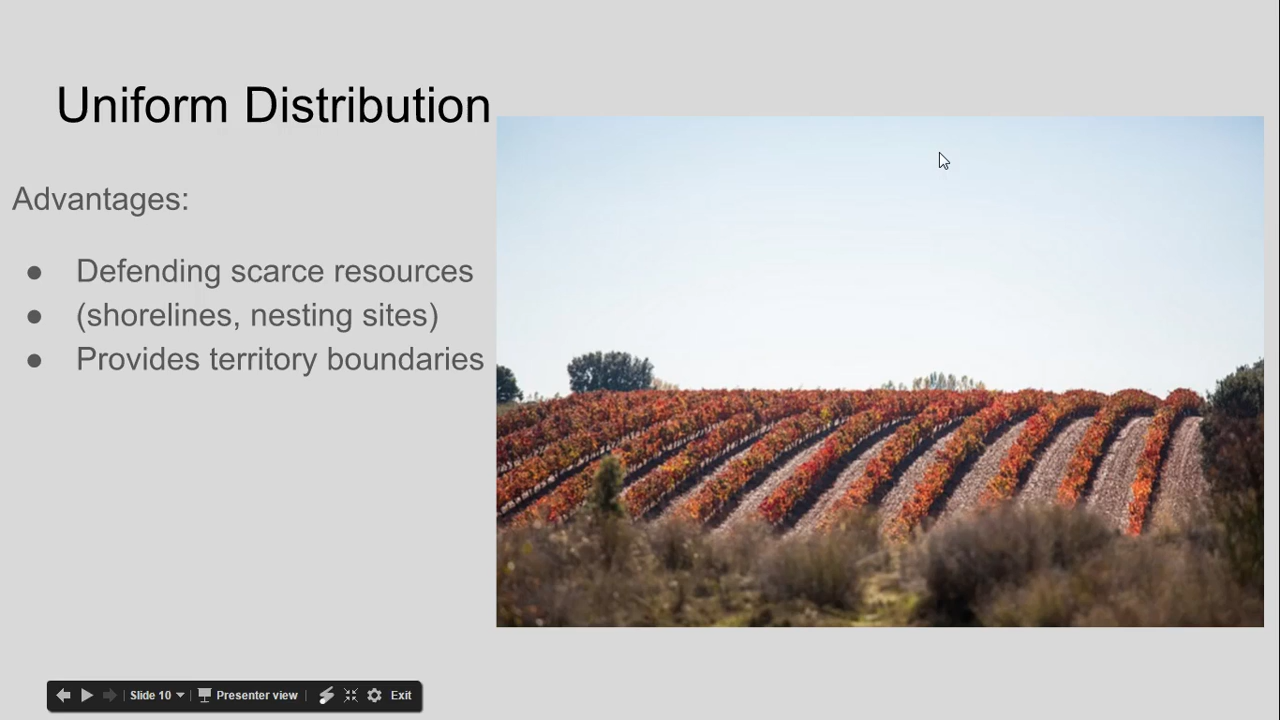 Uniform Distribution
Advantages:
● Defending scarce resources
● (shorelines, nesting sites)
● Provides territory boundaries
Slide 10
Presenter view
Exit